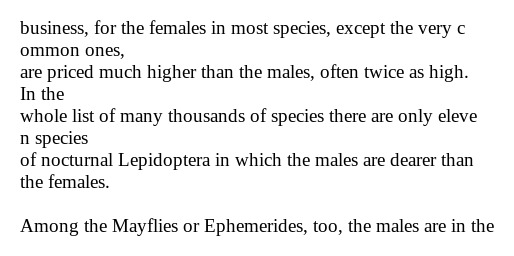 business, for the females in most species, except the very c
ommon ones,
are priced much higher than the males, often twice as high.
In the
whole list of many thousands of species there are only eleve
n species
of nocturnal Lepidoptera in which the males are dearer than
the females.

Among the Mayflies or Ephemerides, too, the males are in the